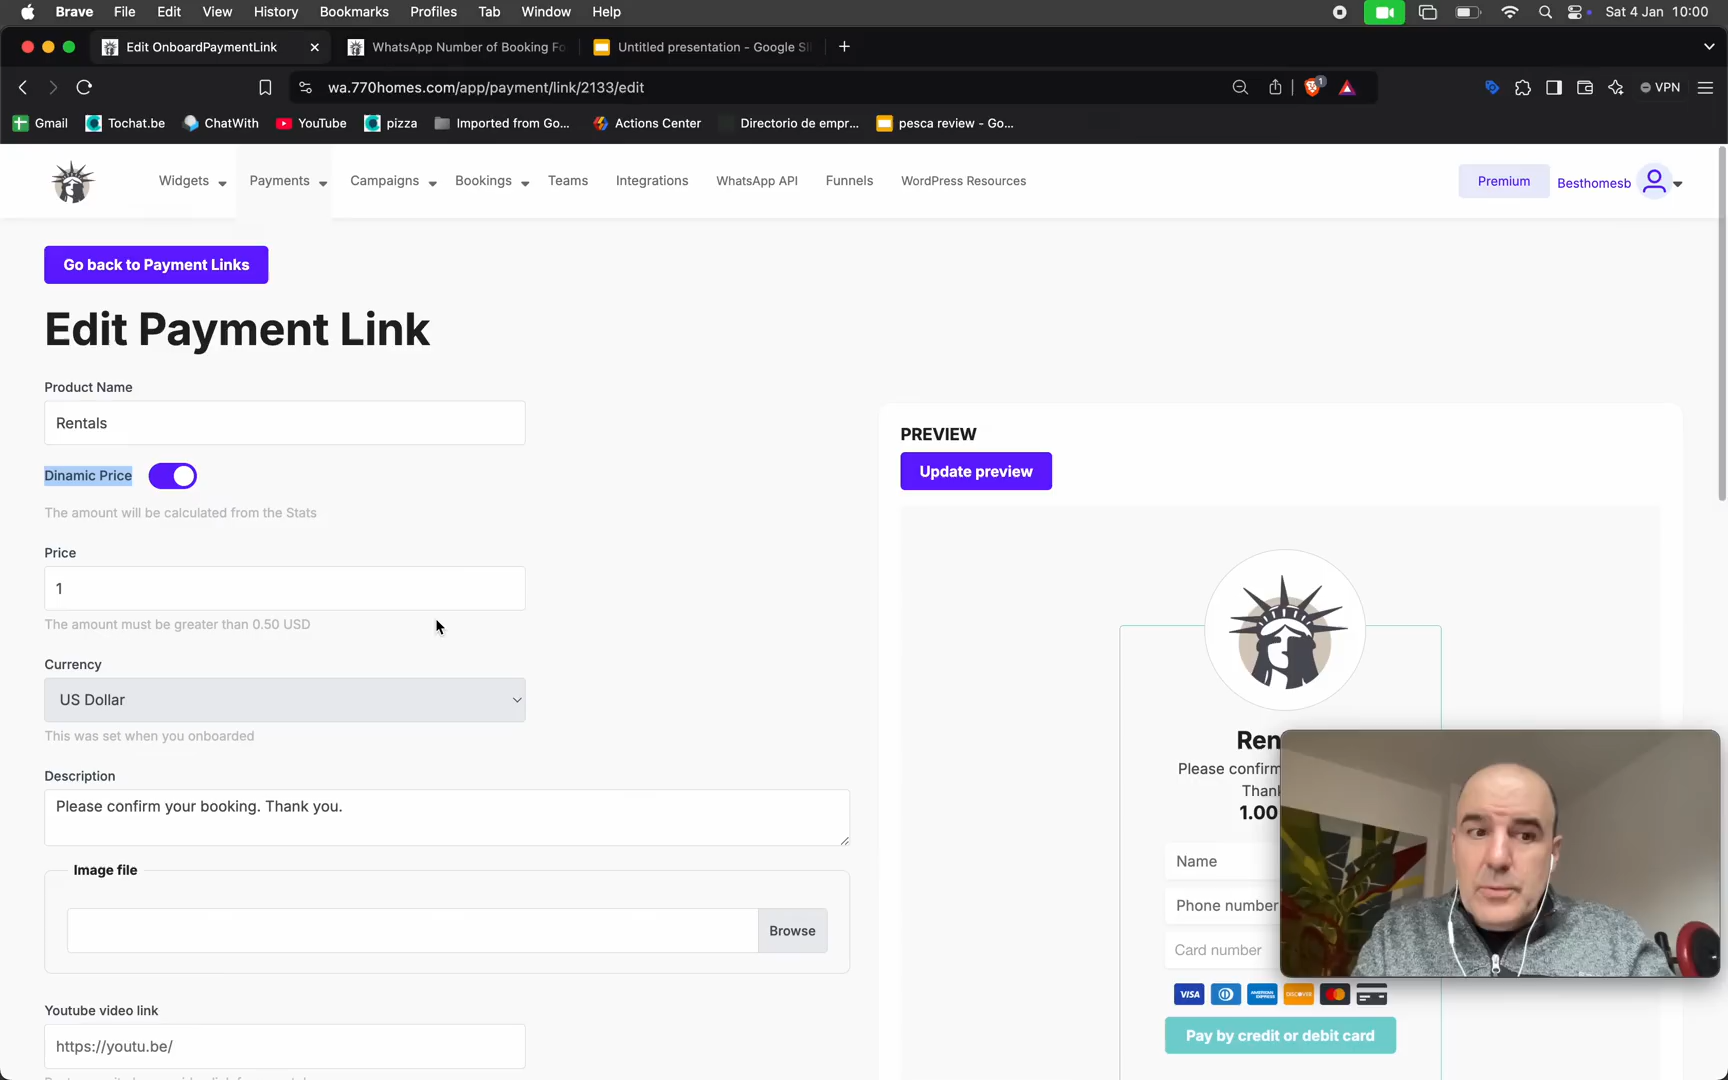 Brave File Edit View History Bookmarks Profiles Tab Window Help Sat 4 Jan 10:00
Edit OnboardPaymentLink WhatsApp Number of Booking Fo Untitled presentation - Google Sl
wa.770homes.com/app/payment/link/2133/edit 1 VPN
Gmail Tochat.be ChatWith YouTube pizza Imported from Go... Actions Center Directorio de empr... pesca review - Go...
Widgets Payments Campaigns Bookings Teams Integrations WhatsApp API Funnels WordPress Resources Premium Besthomesb
Go back to Payment Links
Edit Payment Link
Product Name
Rentals
Dinamic Price
The amount will be calculated from the Stats
Price
1
The amount must be greater than 0.50 USD
Currency
US Dollar
This was set when you onboarded
Description
Please confirm your booking. Thank you.
Image file
Browse
Youtube video link
https://youtu.be/
PREVIEW
Update preview
Ren
Please confirm
Thank
1.00
Name
Phone number
Card number
VISA AMERICAN EXPRESS DISCOVER
Pay by credit or debit card